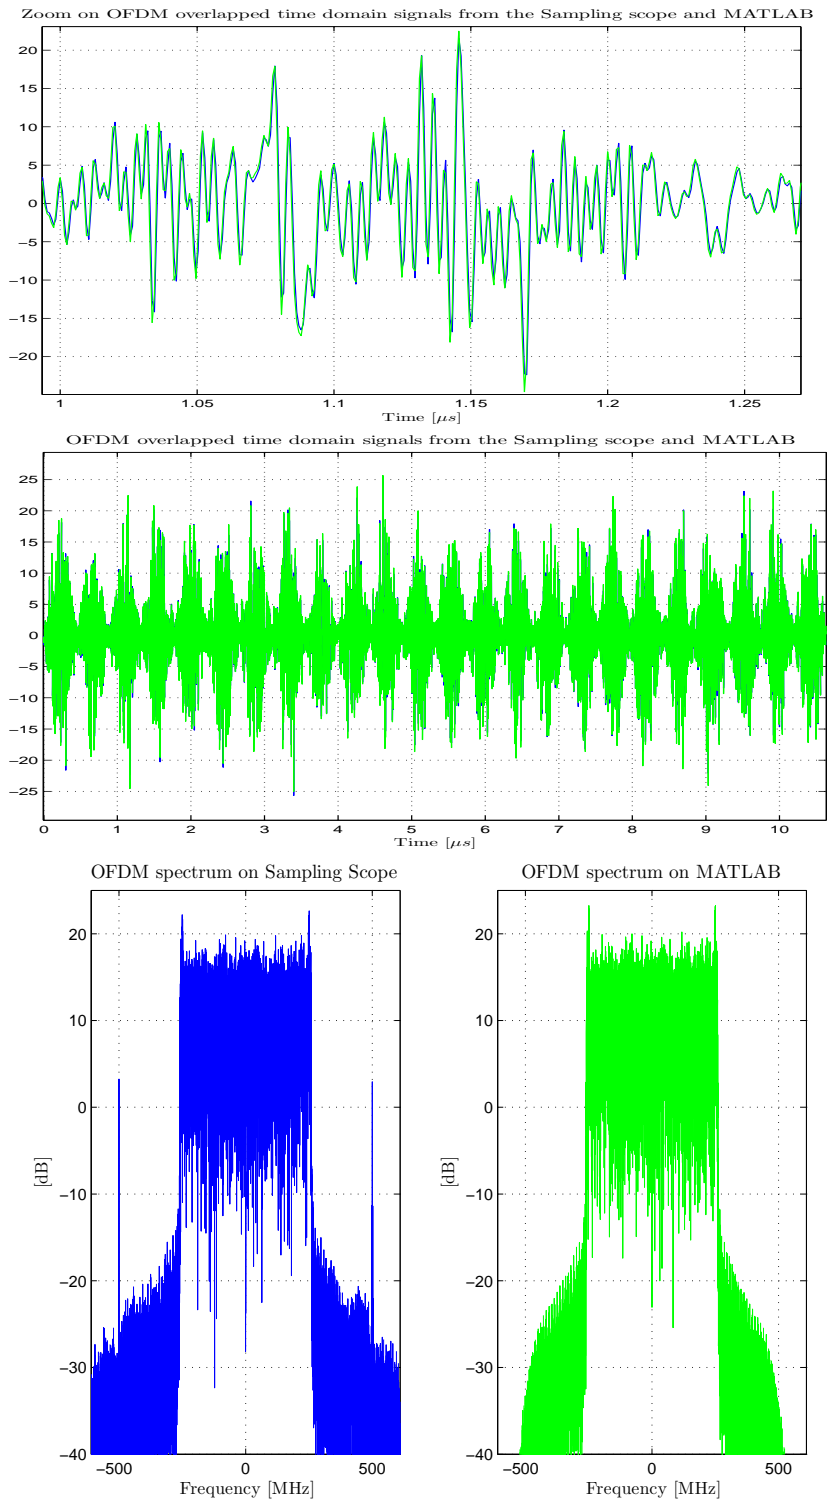 Zoom on OFDM overlapped time domain signals from the Sampling scope and MATLAB
20
15
10
5
0
−5
−10
−15
−20
1 1.05 1.1 1.15 1.2 1.25
Time [μs]
OFDM overlapped time domain signals from the Sampling scope and MATLAB
25
20
15
10
5
0
−5
−10
−15
−20
−25
0 1 2 3 4 5 6 7 8 9 10
Time [μs]
OFDM spectrum on Sampling Scope
20
10
0
−10
−20
−30
−40
[dB]
−500 0 500
Frequency [MHz]
OFDM spectrum on MATLAB
20
10
0
−10
−20
−30
−40
[dB]
−500 0 500
Frequency [MHz]